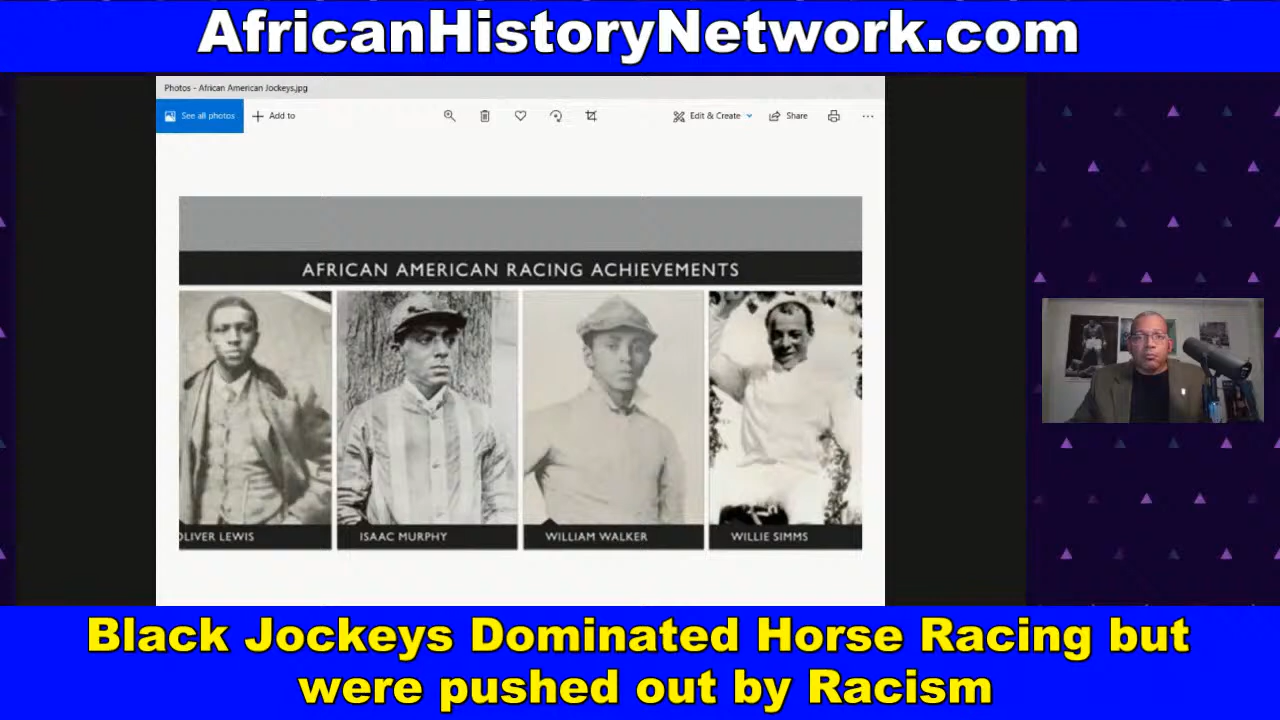 AfricanHistoryNetwork.com
Photos - African American Jockeys.jpg
See all photos
Add to
Edit & Create
Share
AFRICAN AMERICAN RACING ACHIEVEMENTS
OLIVER LEWIS
ISAAC MURPHY
WILLIAM WALKER
WILLIE SIMMS
Black Jockeys Dominated Horse Racing but
were pushed out by Racism